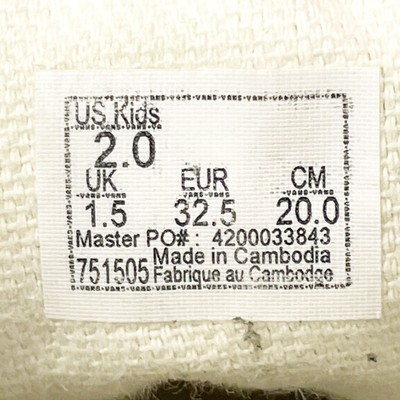 US Kids
2.0
UK EUR CM
1.5 32.5 20.0
Master PO# : 4200033843
751505 Made in Cambodia
Fabrique au Cambodge